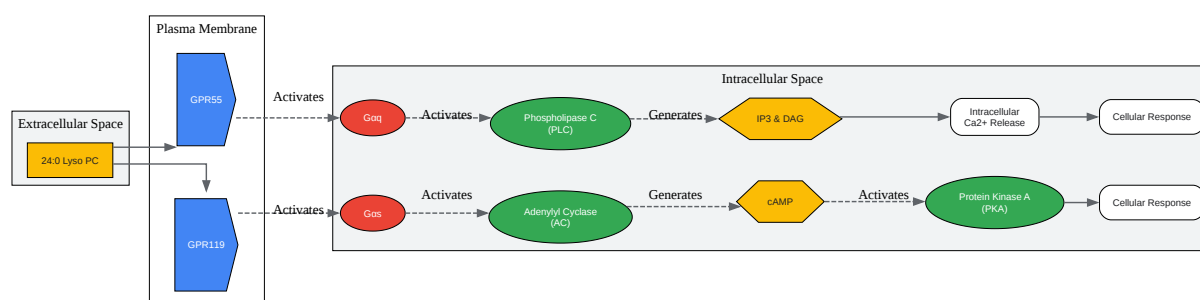 Plasma Membrane
Extracellular Space
24:0 Lyso PC
GPR55
GPR119
Intracellular Space
Activates
Gαq
Activates
Phospholipase C
(PLC)
Generates
IP3 & DAG
Intracellular
Ca2+ Release
Cellular Response
Activates
Gαs
Activates
Adenylyl Cyclase
(AC)
Generates
cAMP
Activates
Protein Kinase A
(PKA)
Cellular Response